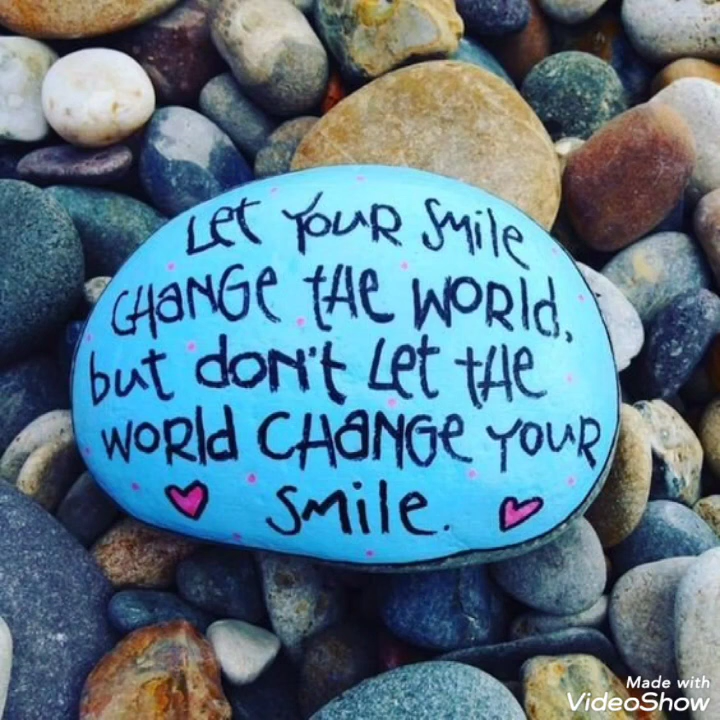 Let Your Smile
CHANGE tHe WORld,
but don't Let tHe
WORld CHANGE YOUR
Smile.
Made with
VideoShow